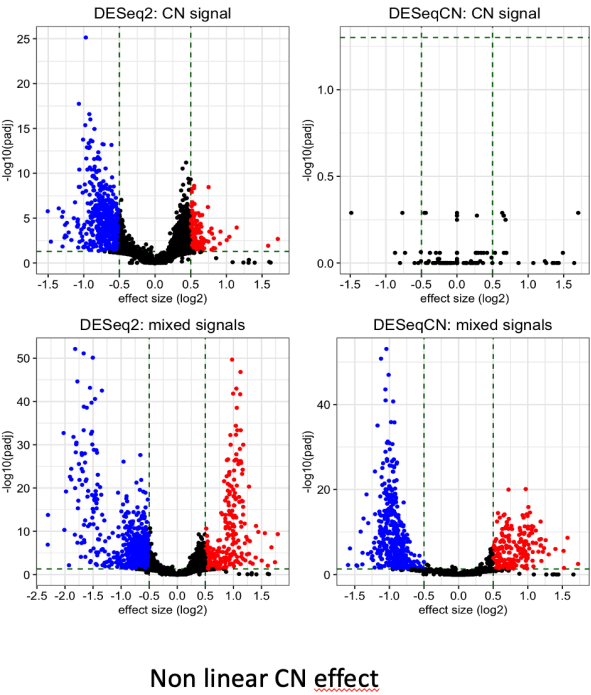 DESeq2: CN signal
DESeqCN: CN signal
-log10(padj)
25
20
15
10
5
0
-1.5 -1.0 -0.5 0.0 0.5 1.0 1.5
effect size (log2)
-log10(padj)
1.0
0.5
0.0
-1.5 -1.0 -0.5 0.0 0.5 1.0 1.5
effect size (log2)
DESeq2: mixed signals
DESeqCN: mixed signals
-log10(padj)
50
40
30
20
10
0
-2.5 -2.0 -1.5 -1.0 -0.5 0.0 0.5 1.0 1.5
effect size (log2)
-log10(padj)
40
20
0
-1.5 -1.0 -0.5 0.0 0.5 1.0 1.5
effect size (log2)
Non linear CN effect